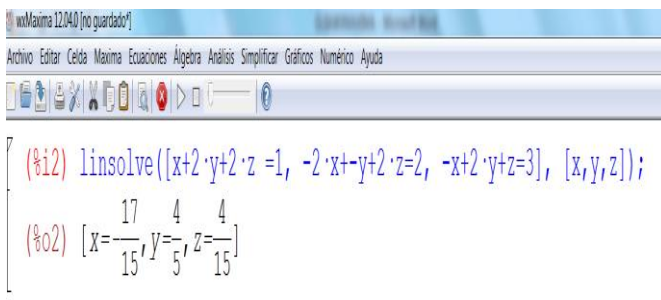 wxMaxima 12.04.0 [no guardado*]
Archivo Editar Celda Maxima Ecuaciones Álgebra Análisis Simplificar Gráficos Numérico Ayuda
(%i2) linsolve([x+2·y+2·z =1, -2·x+-y+2·z=2, -x+2·y+z=3], [x,y,z]);
(%o2) [x=-17/15, y=4/5, z=4/15]